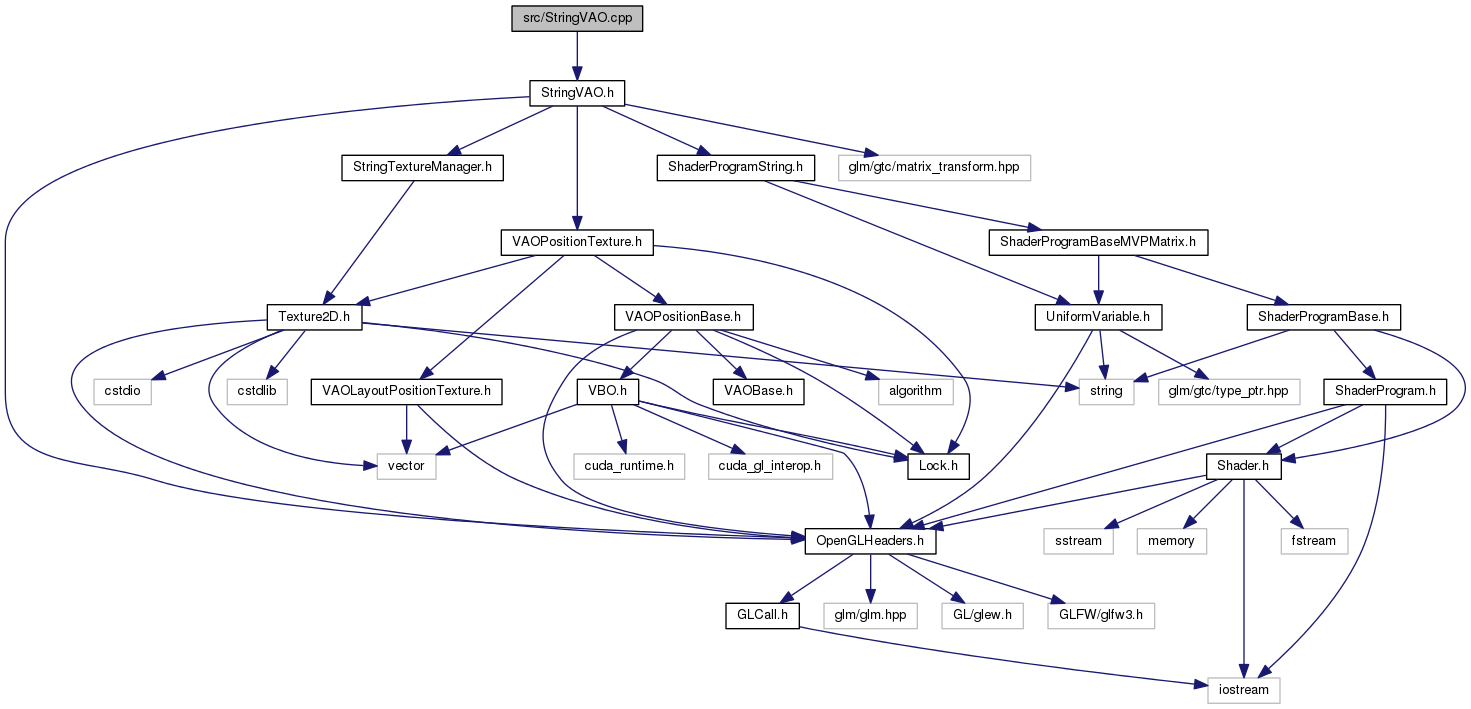 src/StringVAO.cpp
StringVAO.h
StringTextureManager.h
ShaderProgramString.h
glm/gtc/matrix_transform.hpp
VAOPositionTexture.h
ShaderProgramBaseMVPMatrix.h
Texture2D.h
VAOPositionBase.h
UniformVariable.h
ShaderProgramBase.h
cstdio
cstdlib
VAOLayoutPositionTexture.h
VBO.h
VAOBase.h
algorithm
string
glm/gtc/type_ptr.hpp
ShaderProgram.h
vector
cuda_runtime.h
cuda_gl_interop.h
Lock.h
Shader.h
OpenGLHeaders.h
sstream
memory
fstream
GLCall.h
glm/glm.hpp
GL/glew.h
GLFW/glfw3.h
iostream